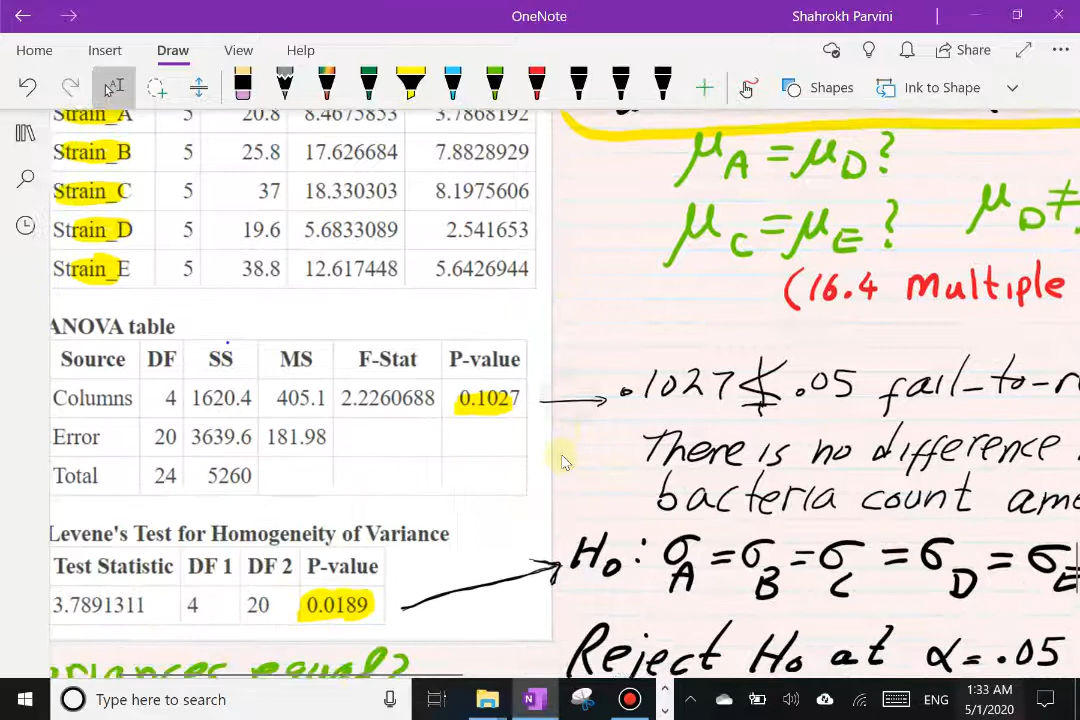 OneNote
Shahrokh Parvini
Home Insert Draw View Help Share
Shapes Ink to Shape
Strain_A 5 20.8 8.4675853 3.7868192
Strain_B 5 25.8 17.626684 7.8828929
Strain_C 5 37 18.330303 8.1975606
Strain_D 5 19.6 5.6833089 2.541653
Strain_E 5 38.8 12.617448 5.6426944
ANOVA table
Source DF SS MS F-Stat P-value
Columns 4 1620.4 405.1 2.2260688 0.1027
Error 20 3639.6 181.98
Total 24 5260
Levene's Test for Homogeneity of Variance
Test Statistic DF 1 DF 2 P-value
3.7891311 4 20 0.0189
ariances equal?
μA = μD?
μC = μE? μD ≠
(16.4 multiple
.1027 ≮ .05 fail-to-r
There is no difference
bacteria count am
H₀: σA = σB = σC = σD = σE
Reject H₀ at α = .05
Type here to search
ENG
1:33 AM
5/1/2020